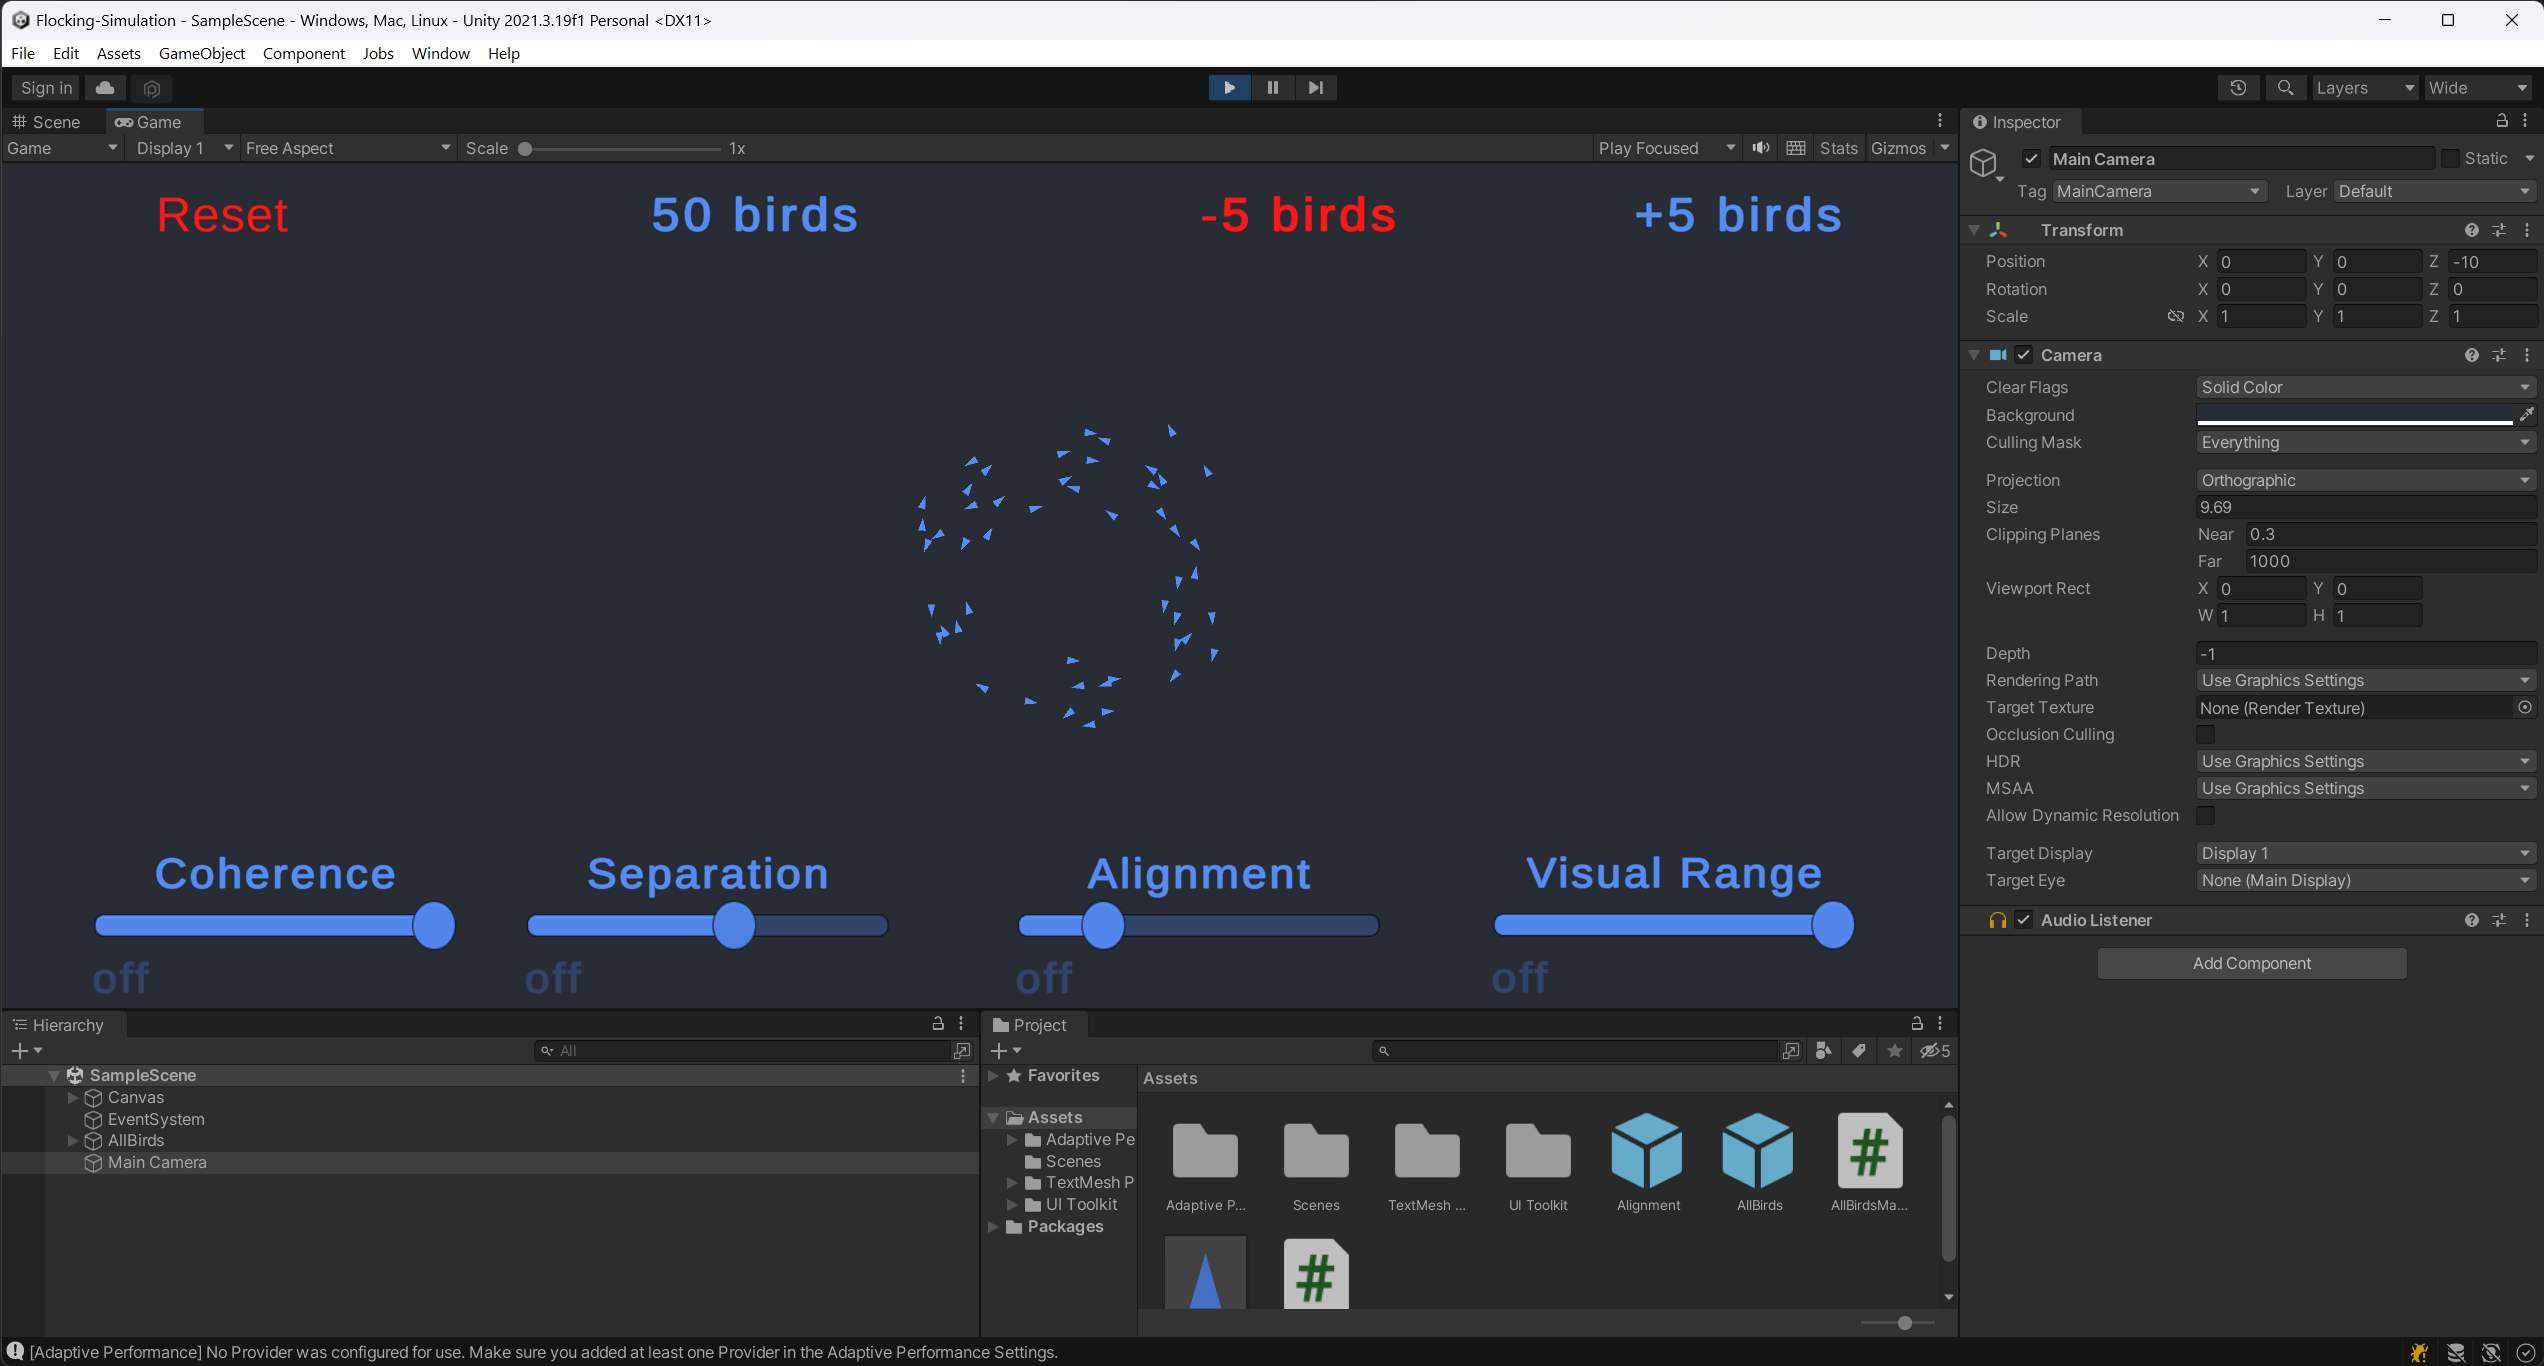 Flocking-Simulation - SampleScene - Windows, Mac, Linux - Unity 2021.3.19f1 Personal <DX11>
File Edit Assets GameObject Component Jobs Window Help
Sign in Layers Wide
Scene Game
Game Display 1 Free Aspect Scale 1x Play Focused Stats Gizmos
Reset 50 birds -5 birds +5 birds
Coherence Separation Alignment Visual Range
off off off off
Inspector
Main Camera Static
Tag MainCamera Layer Default
Transform
Position X 0 Y 0 Z -10
Rotation X 0 Y 0 Z 0
Scale X 1 Y 1 Z 1
Camera
Clear Flags Solid Color
Background
Culling Mask Everything
Projection Orthographic
Size 9.69
Clipping Planes Near 0.3
Far 1000
Viewport Rect X 0 Y 0
W 1 H 1
Depth -1
Rendering Path Use Graphics Settings
Target Texture None (Render Texture)
Occlusion Culling
HDR Use Graphics Settings
MSAA Use Graphics Settings
Allow Dynamic Resolution
Target Display Display 1
Target Eye None (Main Display)
Audio Listener
Add Component
Hierarchy
All
SampleScene
Canvas
EventSystem
AllBirds
Main Camera
Project
5
Favorites
Assets
Adaptive Pe
Scenes
TextMesh P
UI Toolkit
Packages
Assets
Adaptive P... Scenes TextMesh ... UI Toolkit Alignment AllBirds AllBirdsMa...
[Adaptive Performance] No Provider was configured for use. Make sure you added at least one Provider in the Adaptive Performance Settings.